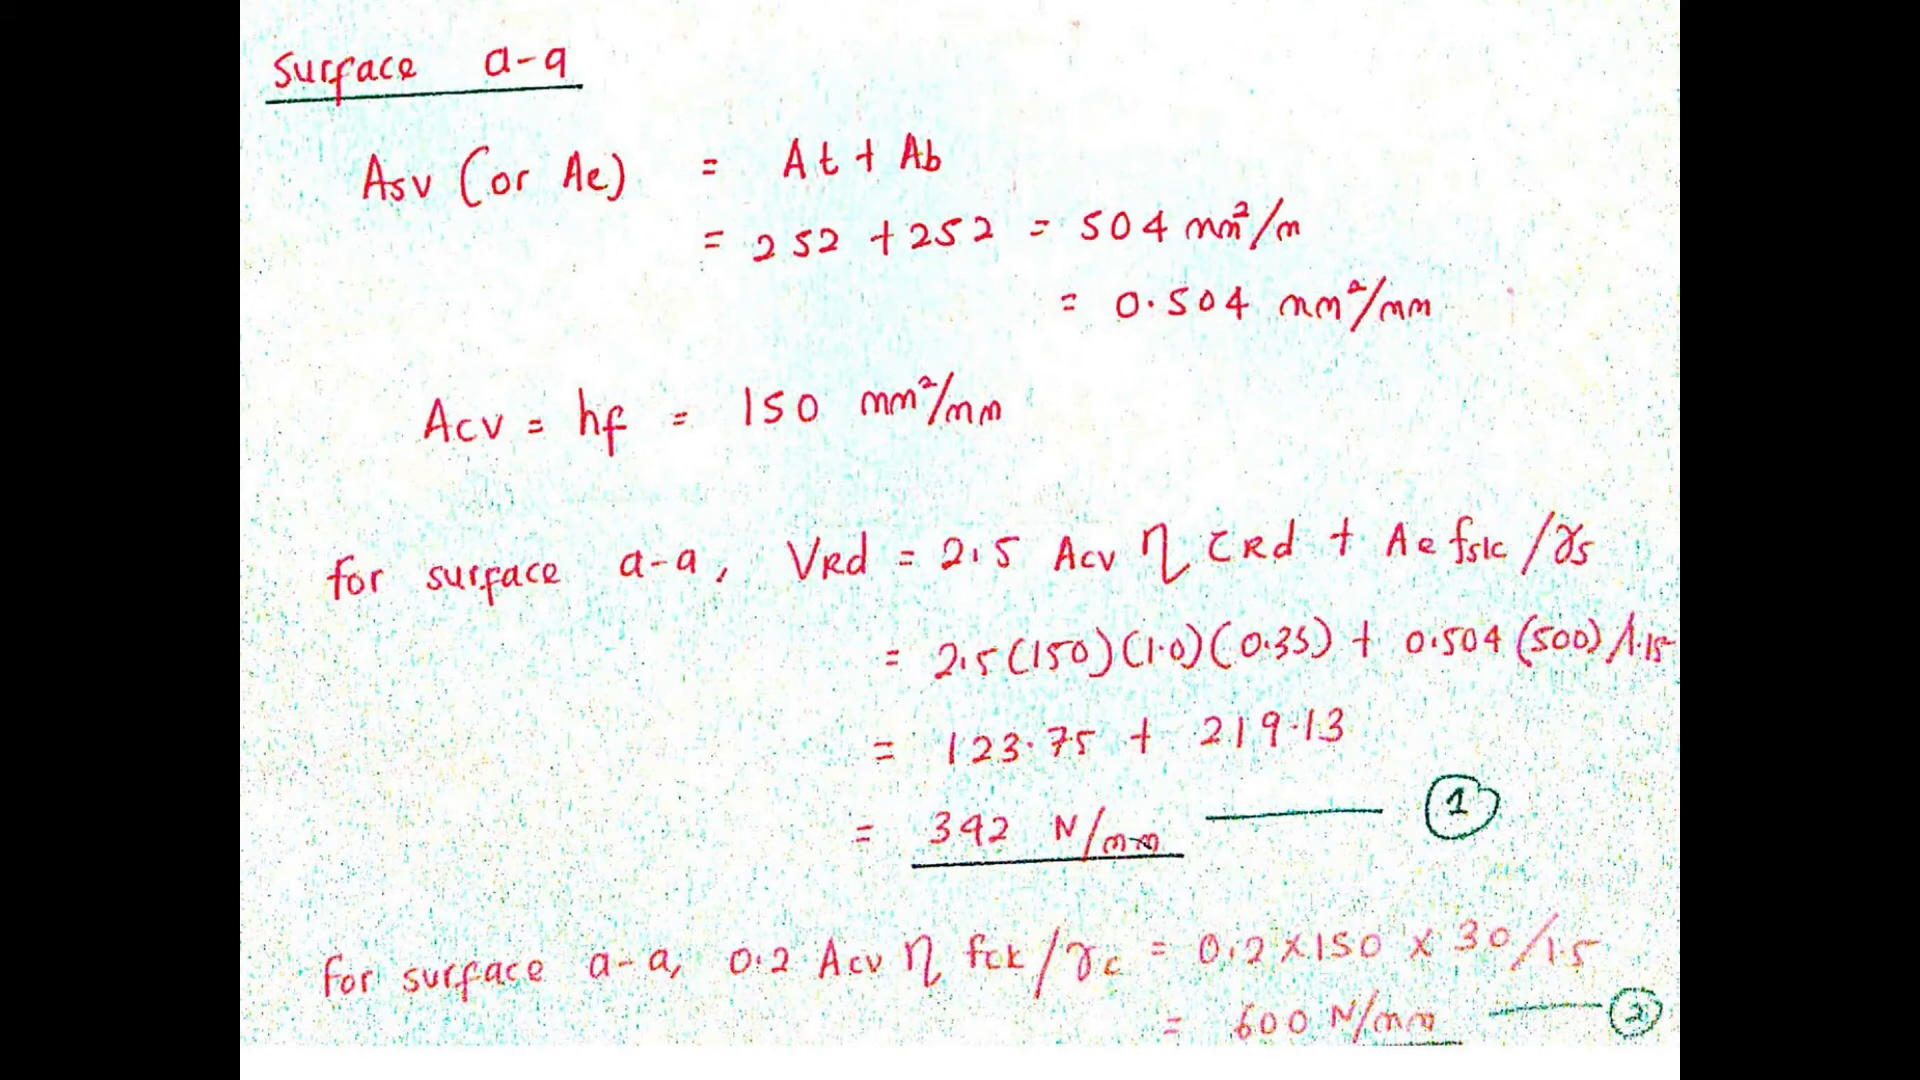 Surface a-a
Asv (or Ae) = At + Ab
= 252 + 252 = 504 mm²/m
= 0.504 mm²/mm
Acv = hf = 150 mm²/mm
for surface a-a, VRd = 2.5 Acv η τRd + Ae fsk/γs
= 2.5(150)(1.0)(0.33) + 0.504(500)/1.15
= 123.75 + 219.13
= 342 N/mm ——— ①
for surface a-a, 0.2 Acv η fck/γc = 0.2 x 150 x 30/1.5
= 600 N/mm ——— ②